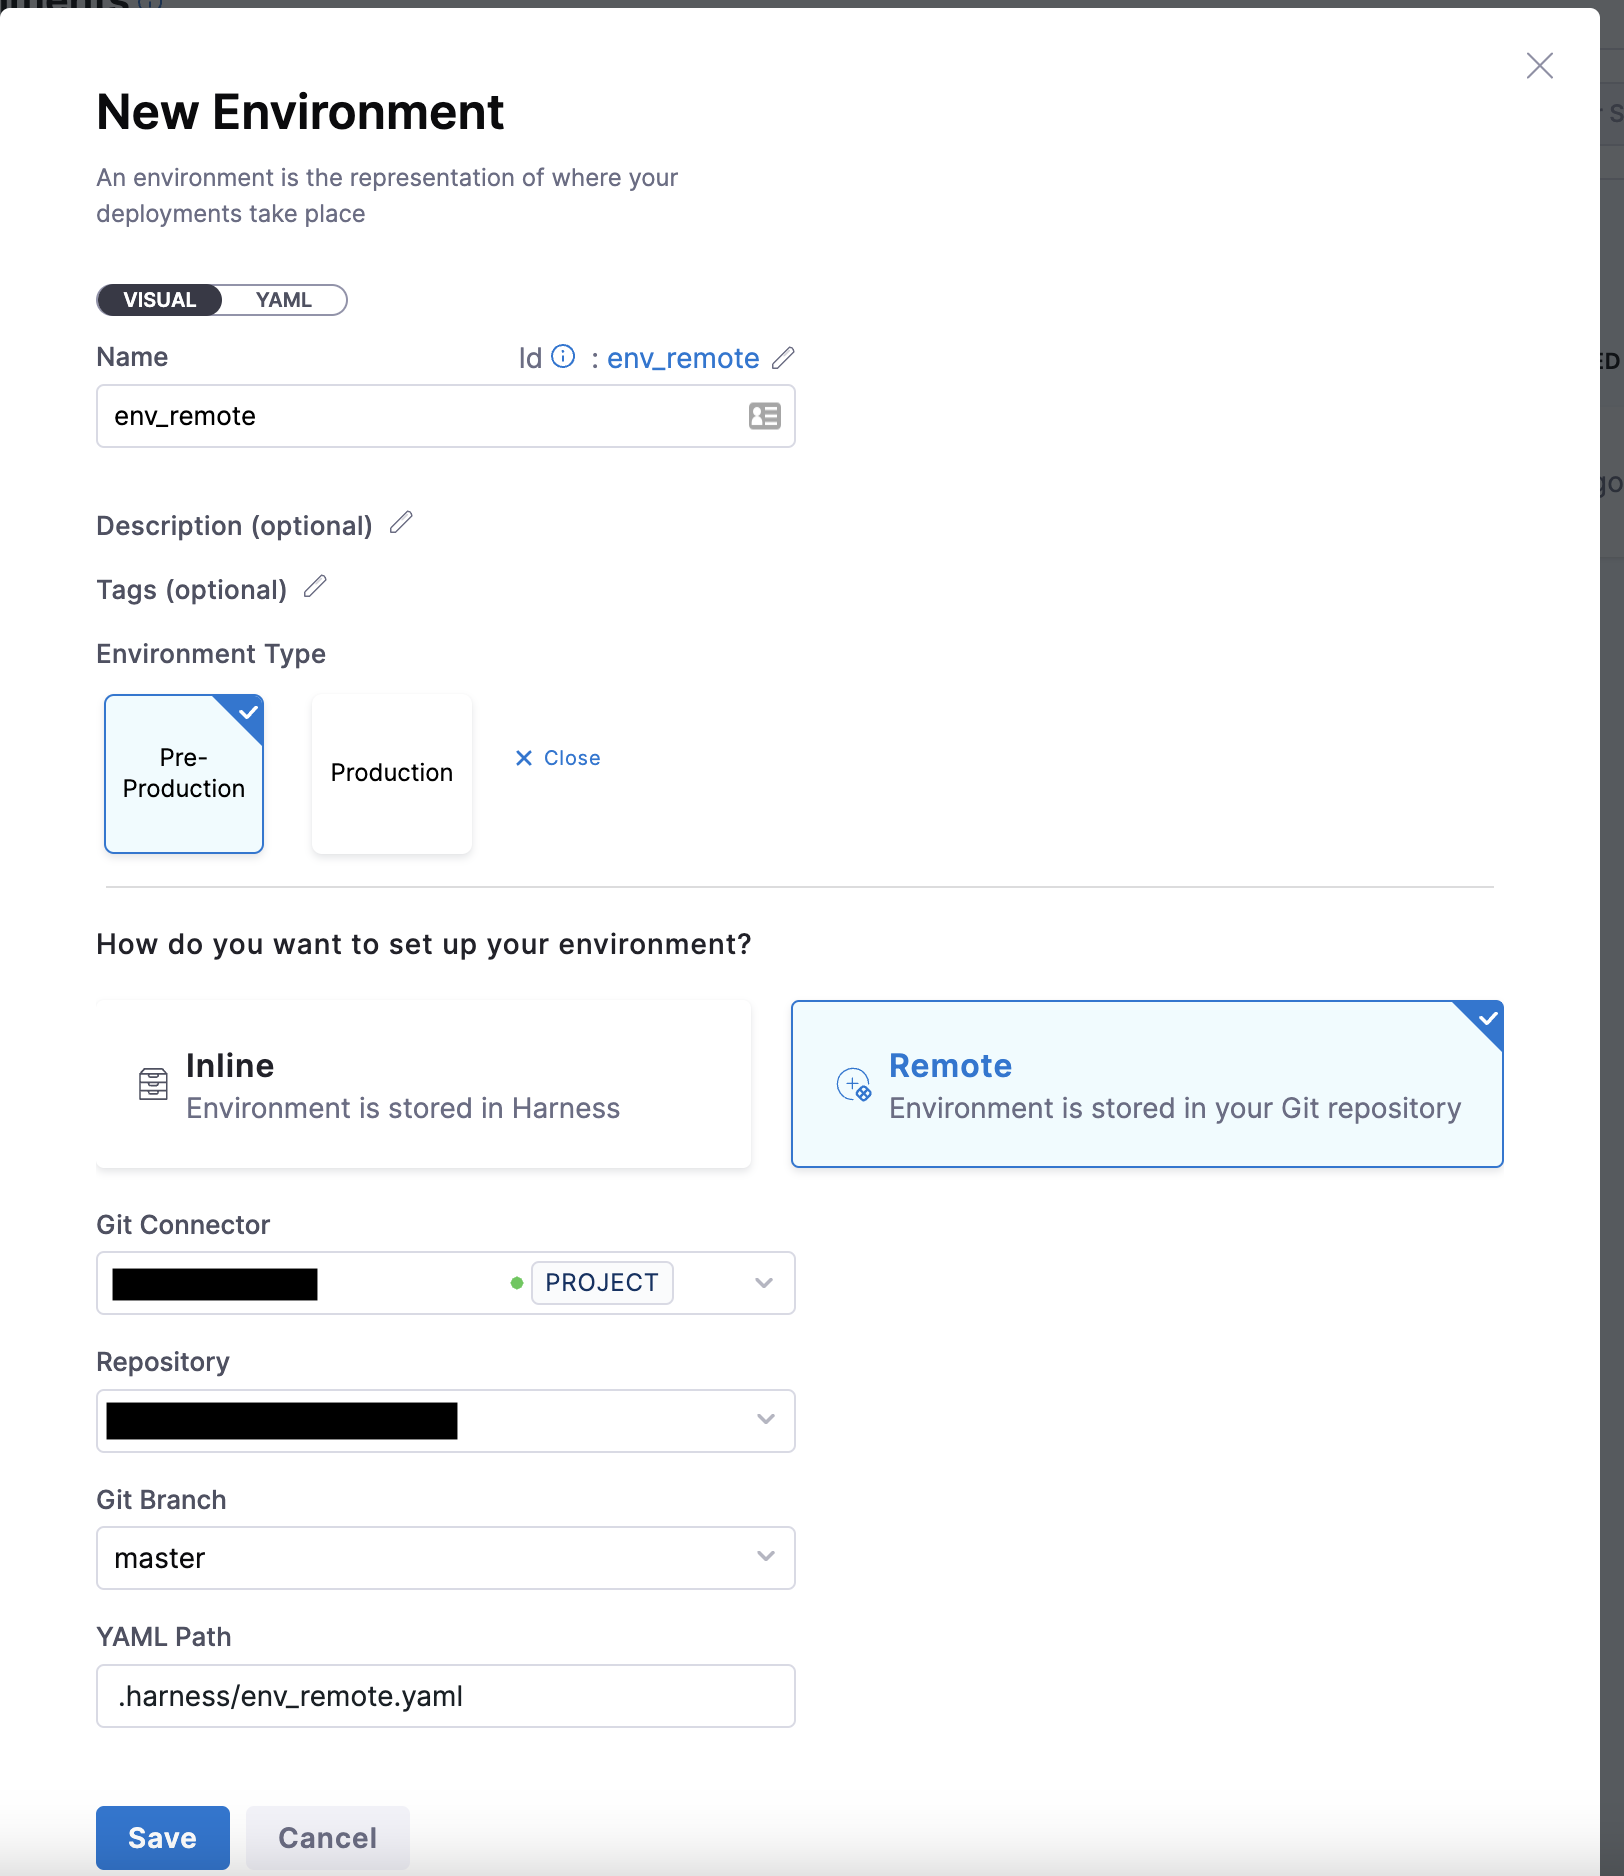 New Environment
An environment is the representation of where your
deployments take place
VISUAL YAML
Name Id : env_remote
env_remote
Description (optional)
Tags (optional)
Environment Type
Pre-
Production
Production
Close
How do you want to set up your environment?
Inline
Environment is stored in Harness
Remote
Environment is stored in your Git repository
Git Connector
PROJECT
Repository
Git Branch
master
YAML Path
.harness/env_remote.yaml
Save Cancel